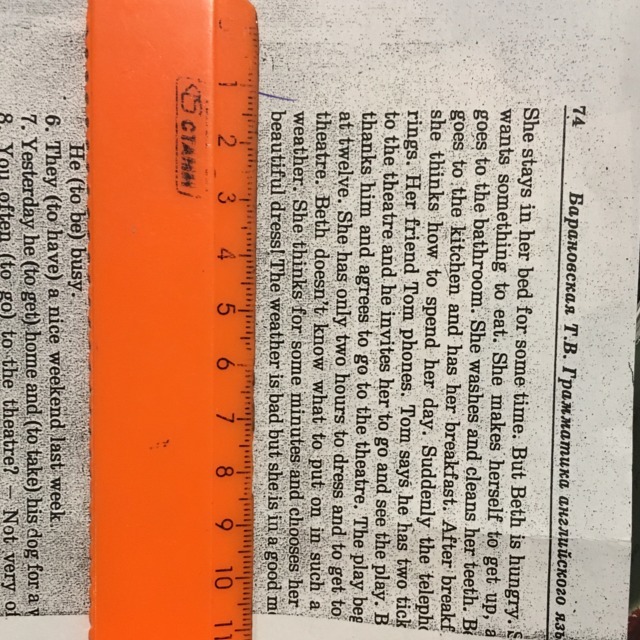 74 Барановская Т.В. Грамматика английского
She stays in her bed for some time. But Beth is hungry.
wants something to eat. She makes herself to get up,
goes to the bathroom. She washes and cleans her teeth.
goes to the kitchen and has her breakfast. After
she thinks how to spend her day. Suddenly the
rings. Her friend Tom phones. Tom says he has two
to the theatre and he invites her to go and see the play.
thanks him and agrees to go to the theatre. The play
at twelve. She has only two hours to dress and to get to
theatre. Beth doesn't know what to put on in such a
weather. She thinks for some minutes and chooses her
beautiful dress! The weather is bad but she is in a good
1 2 3 4 5 6 7 8 9 10 11
СТАММ
He (to be) busy.
6. They (to have) a nice weekend last week.
7. Yesterday he (to get) home and (to take) his dog for a
8. You often (to go) to the theatre? – Not very